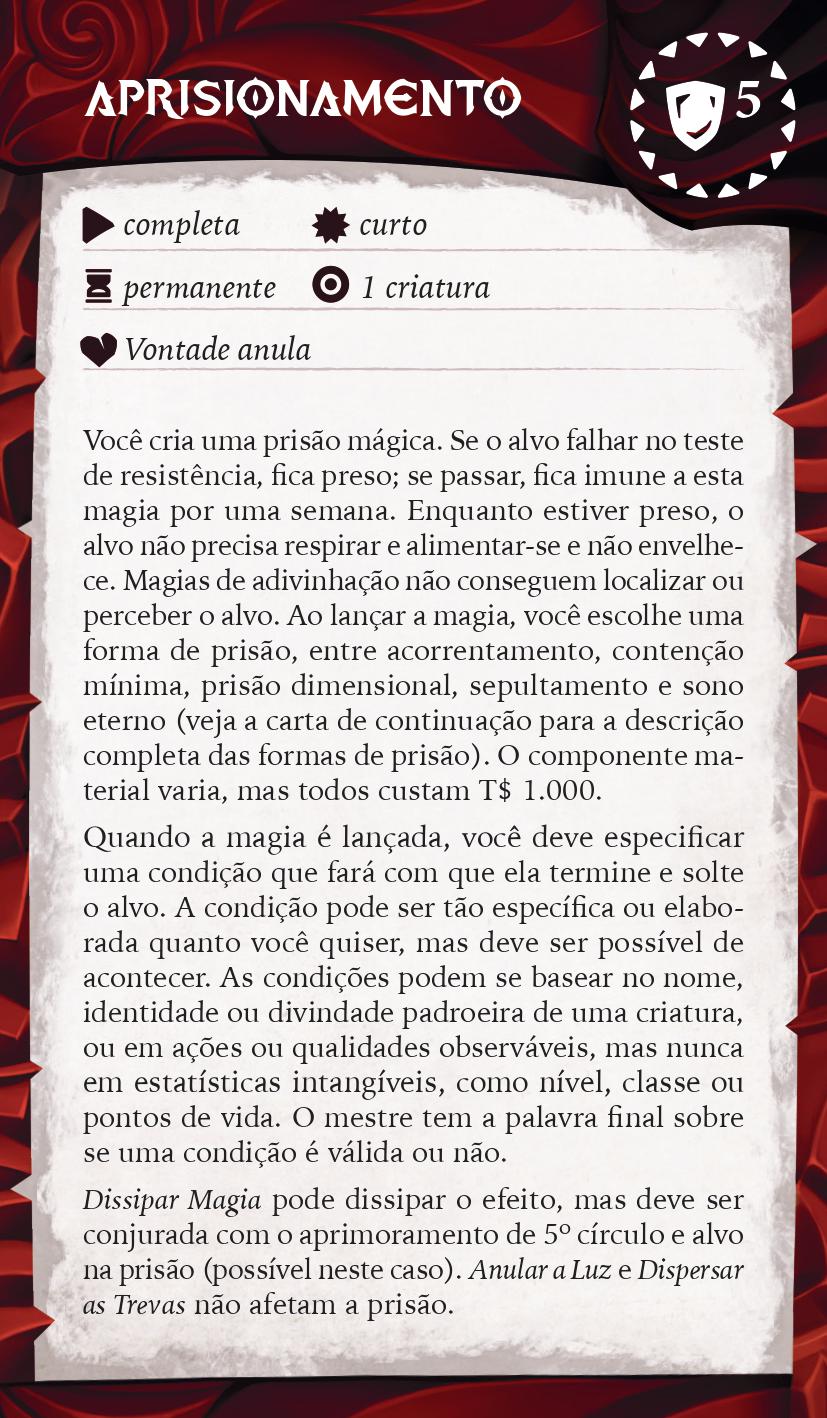 APRISIONAMENTO
5
completa curto
permanente 1 criatura
Vontade anula
Você cria uma prisão mágica. Se o alvo falhar no teste
de resistência, fica preso; se passar, fica imune a esta
magia por uma semana. Enquanto estiver preso, o
alvo não precisa respirar e alimentar-se e não envelhe-
ce. Magias de adivinhação não conseguem localizar ou
perceber o alvo. Ao lançar a magia, você escolhe uma
forma de prisão, entre acorrentamento, contenção
mínima, prisão dimensional, sepultamento e sono
eterno (veja a carta de continuação para a descrição
completa das formas de prisão). O componente ma-
terial varia, mas todos custam T$ 1.000.
Quando a magia é lançada, você deve especificar
uma condição que fará com que ela termine e solte
o alvo. A condição pode ser tão específica ou elabo-
rada quanto você quiser, mas deve ser possível de
acontecer. As condições podem se basear no nome,
identidade ou divindade padroeira de uma criatura,
ou em ações ou qualidades observáveis, mas nunca
em estatísticas intangíveis, como nível, classe ou
pontos de vida. O mestre tem a palavra final sobre
se uma condição é válida ou não.
Dissipar Magia pode dissipar o efeito, mas deve ser
conjurada com o aprimoramento de 5º círculo e alvo
na prisão (possível neste caso). Anular a Luz e Dispersar
as Trevas não afetam a prisão.